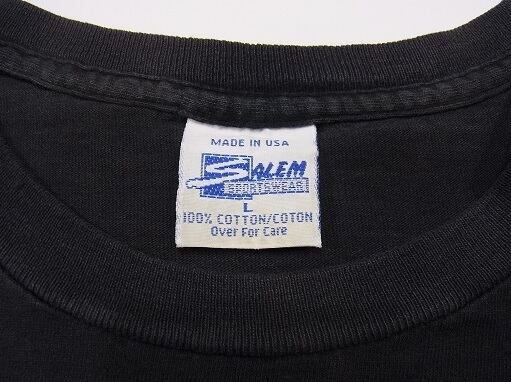 MADE IN USA
SALEM
SPORTSWEAR
L
100% COTTON/COTON
Over For Care